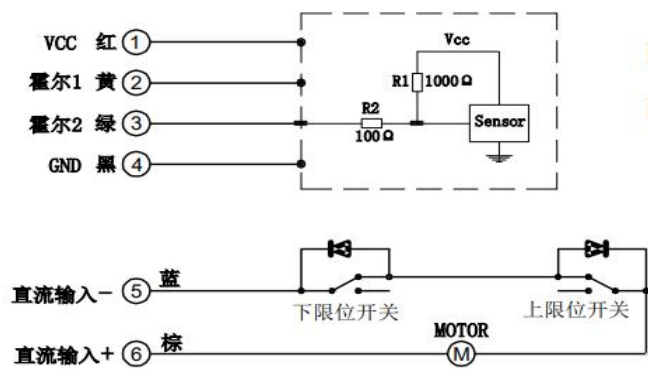 VCC 红 1
霍尔1 黄 2
霍尔2 绿 3
GND 黑 4
Vcc
R1 1000Ω
R2
100Ω
Sensor
直流输入- 5 蓝
下限位开关
上限位开关
直流输入+ 6 棕
MOTOR
M